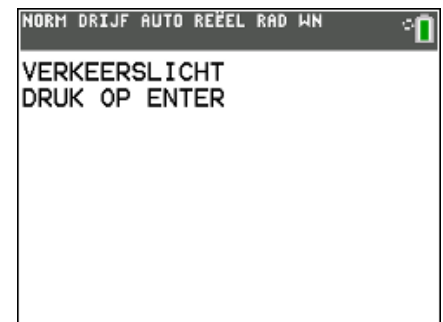 NORM DRIJF AUTO REËEL RAD WN
VERKEERSLICHT
DRUK OP ENTER